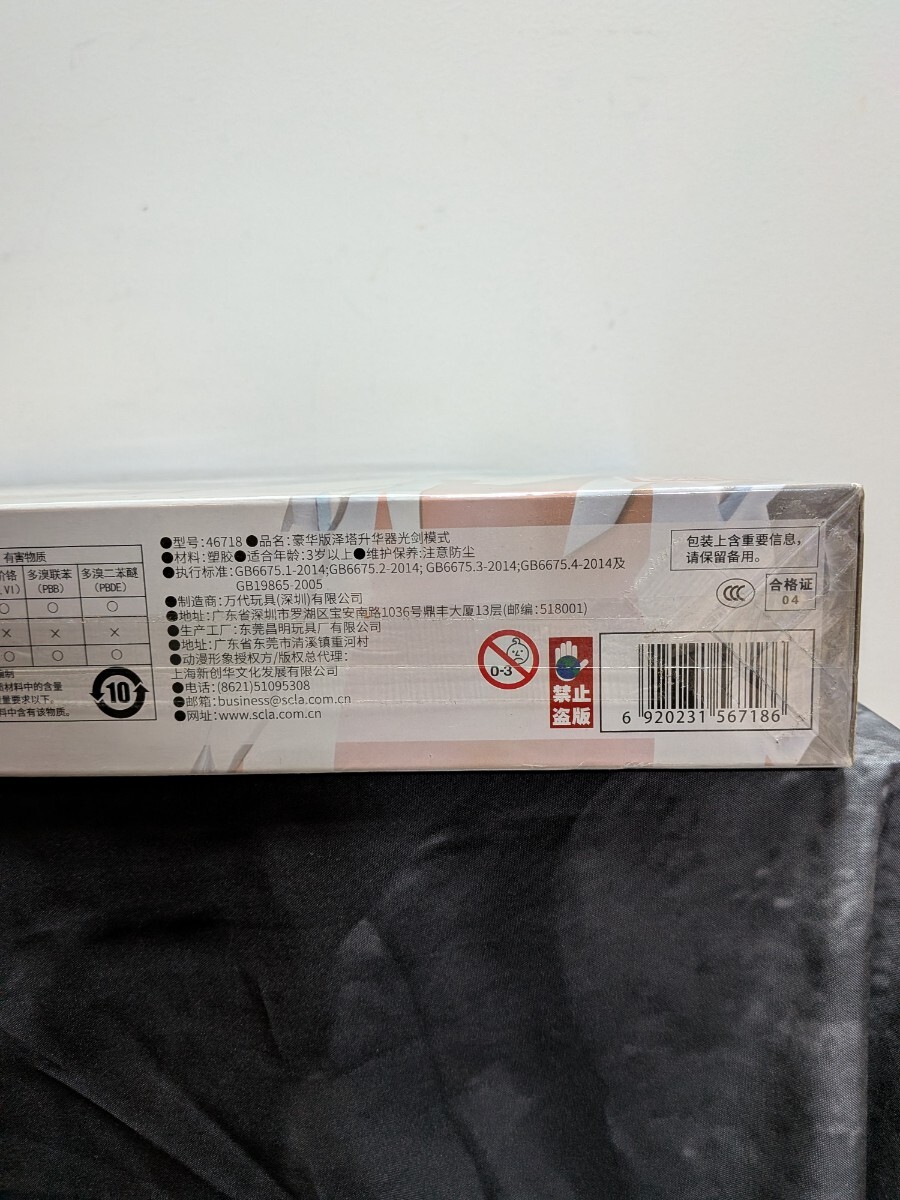 有害物质
价铬 多溴联苯 多溴二苯醚
(VI) (PBB) (PBDE)
○ ○ ○
× × ×
○ ○ ○
编制
质材料中的含量
量要求以下。
料中含有该物质。
10
●型号:46718 ●品名:豪华版泽塔升华器光剑模式
●材料:塑胶●适合年龄:3岁以上●维护保养:注意防尘
●执行标准:GB6675.1-2014;GB6675.2-2014; GB6675.3-2014;GB6675.4-2014及
GB19865-2005
●制造商:万代玩具(深圳)有限公司
●地址:广东省深圳市罗湖区宝安南路1036号鼎丰大厦13层(邮编:518001)
●生产工厂:东莞昌明玩具厂有限公司
●地址:广东省东莞市清溪镇重河村
●动漫形象授权方/版权总代理:
上海新创华文化发展有限公司
●电话:(8621)51095308
●邮箱:business@scla.com.cn
●网址:www.scla.com.cn
0-3
禁止
盗版
包装上含重要信息,
请保留备用。
CCC
合格证
04
6 920231 567186